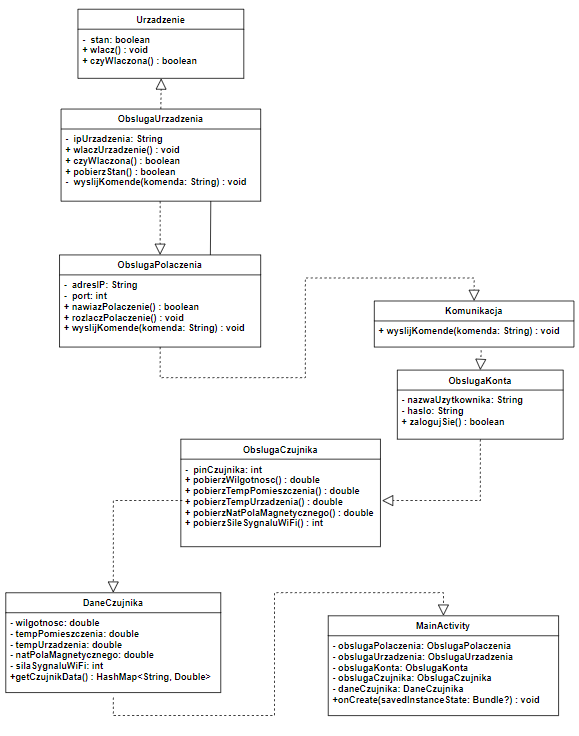 Urzadzenie
- stan: boolean
+ wlacz() : void
+ czyWlaczona() : boolean
ObslugaUrzadzenia
- ipUrzadzenia: String
+ wlaczUrzadzenie() : void
+ czyWlaczona() : boolean
+ pobierzStan() : boolean
- wyslijKomende(komenda: String) : void
ObslugaPolaczenia
- adresIP: String
- port: int
+ nawiazPolaczenie() : boolean
+ rozlaczPolaczenie() : void
+ wyslijKomende(komenda: String) : void
Komunikacja
+ wyslijKomende(komenda: String) : void
ObslugaKonta
- nazwaUzytkownika: String
- haslo: String
+ zalogujSie() : boolean
ObslugaCzujnika
- pinCzujnika: int
+ pobierzWilgotnosc() : double
+ pobierzTempPomieszczenia() : double
+ pobierzTempUrzadzenia() : double
+ pobierzNatPolaMagnetycznego() : double
+ pobierzSileSygnaluWiFi() : int
DaneCzujnika
- wilgotnosc: double
- tempPomieszczenia: double
- tempUrzadzenia: double
- natPolaMagnetycznego: double
- silaSygnaluWiFi: int
+getCzujnikData() : HashMap<String, Double>
MainActivity
- obslugaPolaczenia: ObslugaPolaczenia
- obslugaUrzadzenia: ObslugaUrzadzenia
- obslugaKonta: ObslugaKonta
- obslugaCzujnika: ObslugaCzujnika
- daneCzujnika: DaneCzujnika
+onCreate(savedInstanceState: Bundle?) : void